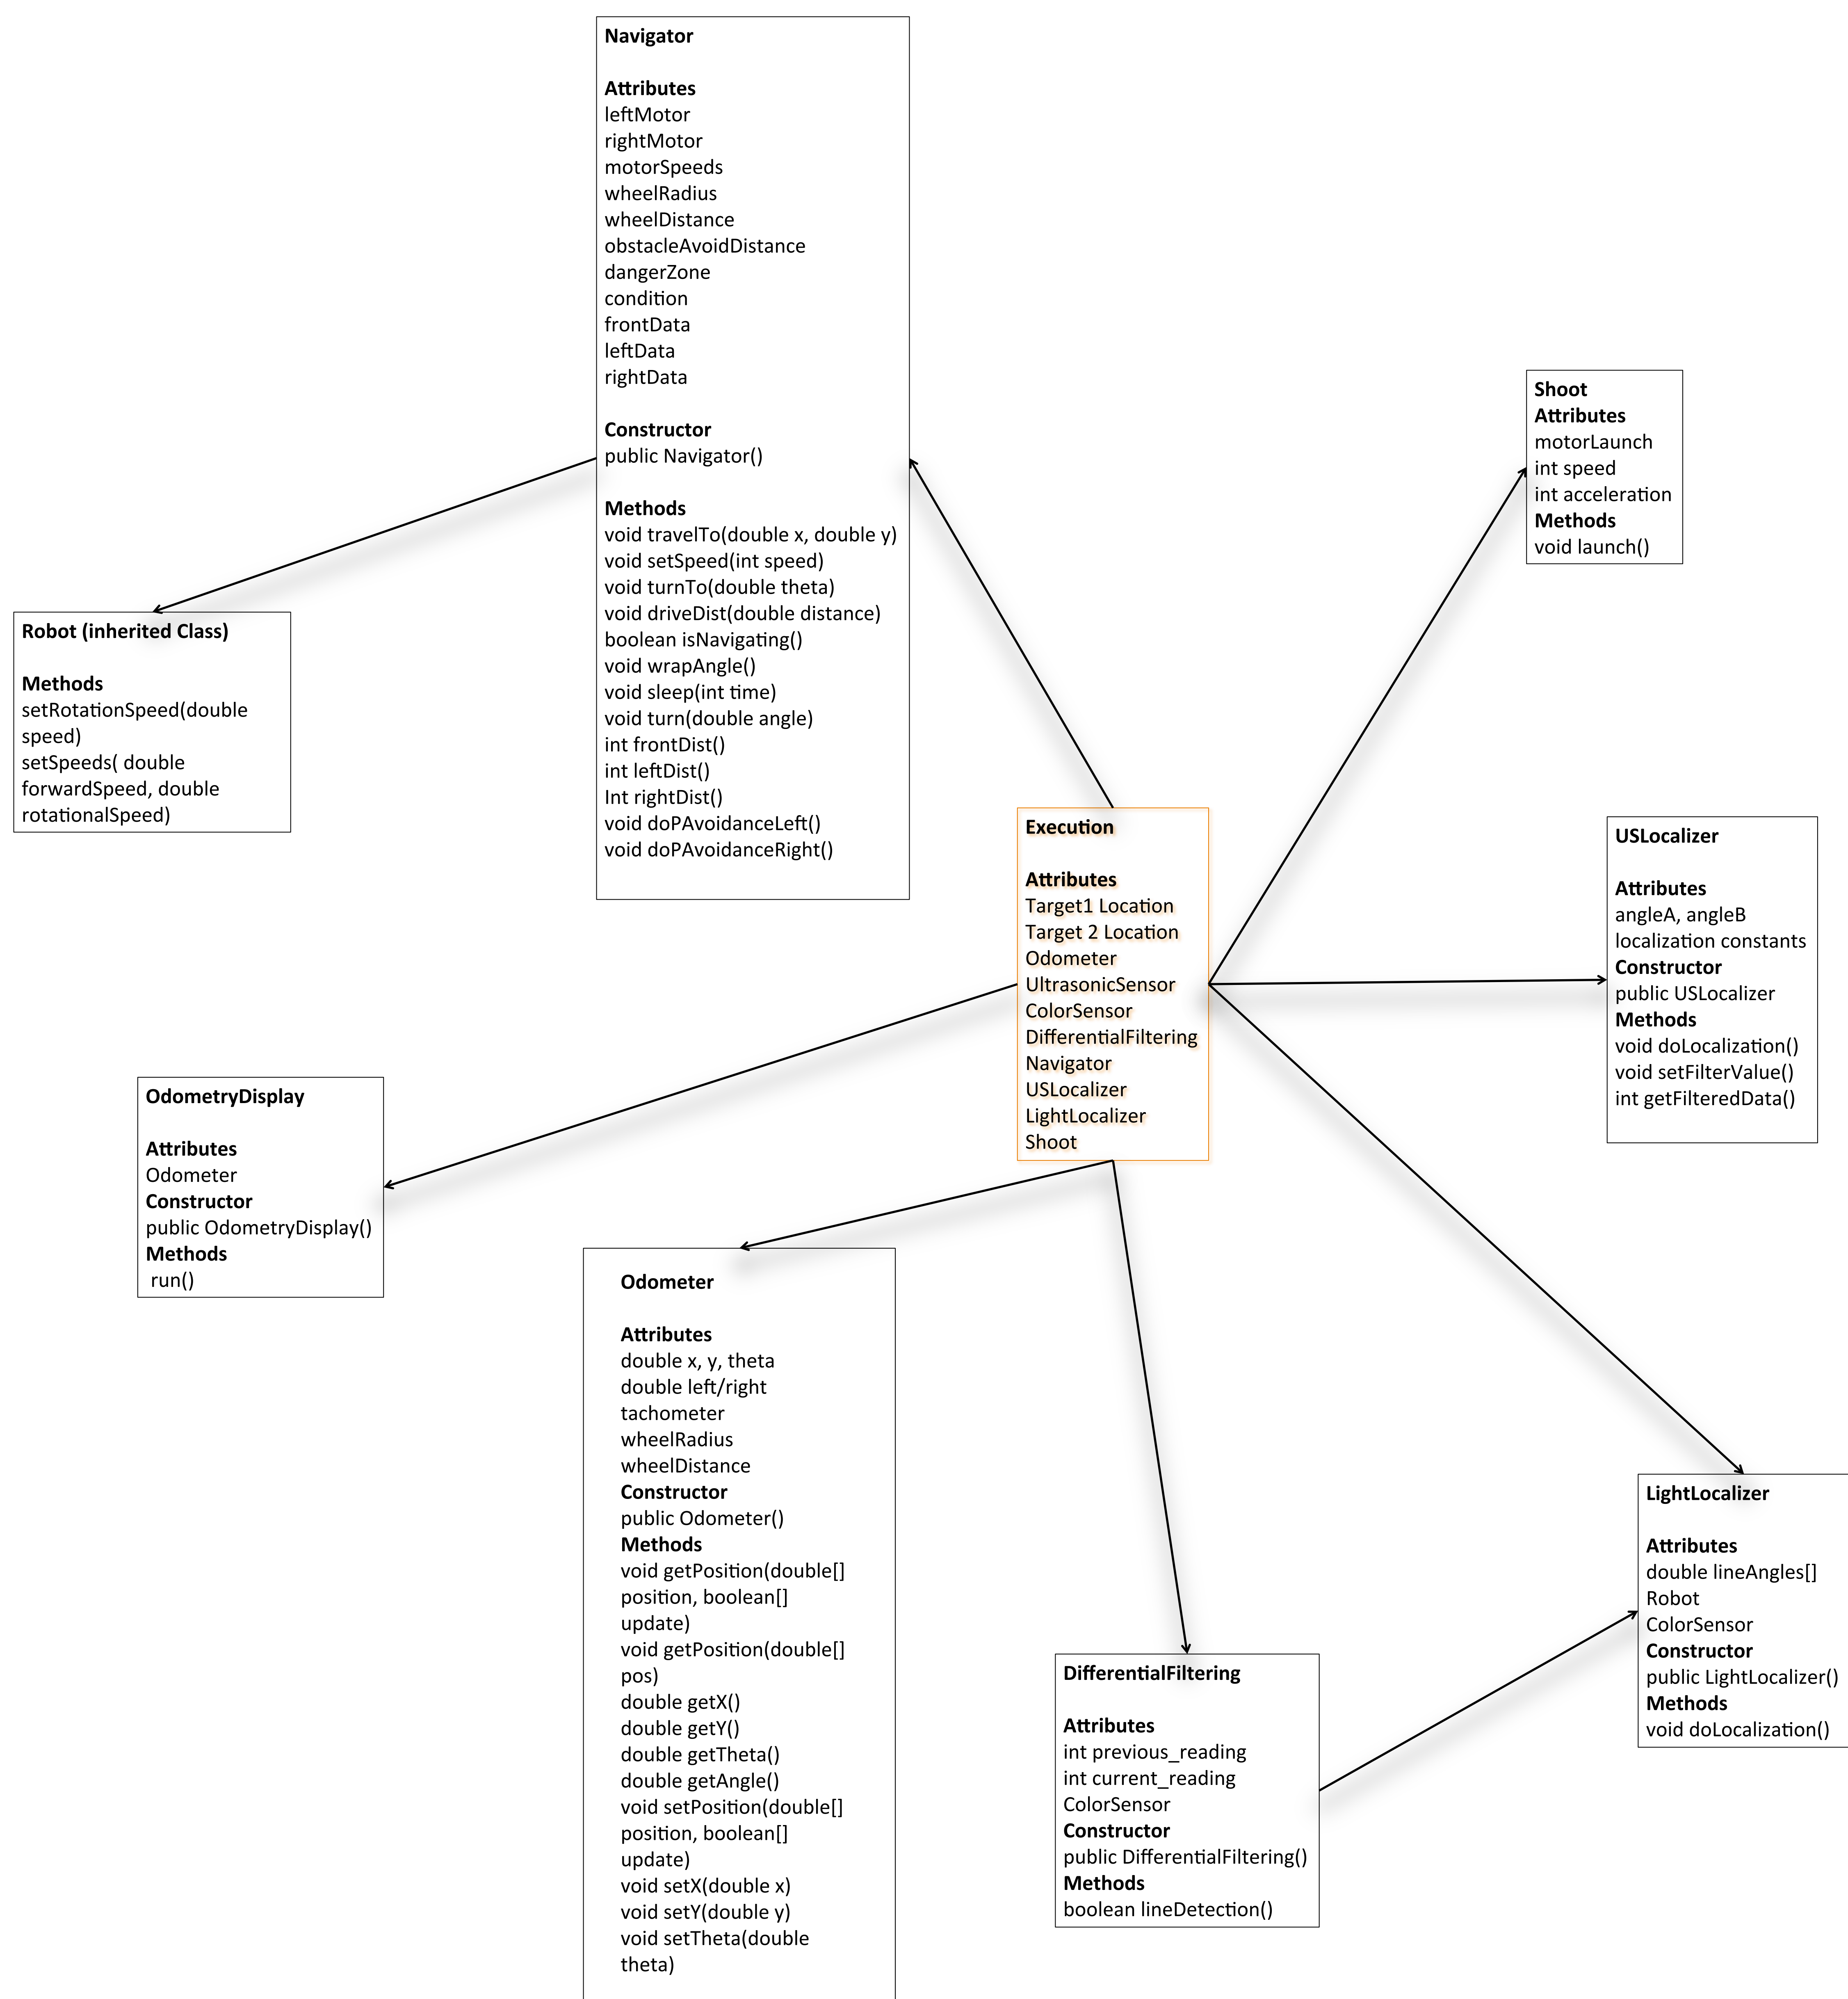 Navigator
Attributes
leftMotor
rightMotor
motorSpeeds
wheelRadius
wheelDistance
obstacleAvoidDistance
dangerZone
condition
frontData
leftData
rightData
Constructor
public Navigator()
Methods
void travelTo(double x, double y)
void setSpeed(int speed)
void turnTo(double theta)
void driveDist(double distance)
boolean isNavigating()
void wrapAngle()
void sleep(int time)
void turn(double angle)
int frontDist()
int leftDist()
Int rightDist()
void doPAvoidanceLeft()
void doPAvoidanceRight()
Shoot
Attributes
motorLaunch
int speed
int acceleration
Methods
void launch()
Robot (inherited Class)
Methods
setRotationSpeed(double
speed)
setSpeeds( double
forwardSpeed, double
rotationalSpeed)
Execution
Attributes
Target1 Location
Target 2 Location
Odometer
UltrasonicSensor
ColorSensor
DifferentialFiltering
Navigator
USLocalizer
LightLocalizer
Shoot
USLocalizer
Attributes
angleA, angleB
localization constants
Constructor
public USLocalizer
Methods
void doLocalization()
void setFilterValue()
int getFilteredData()
OdometryDisplay
Attributes
Odometer
Constructor
public OdometryDisplay()
Methods
run()
Odometer
Attributes
double x, y, theta
double left/right
tachometer
wheelRadius
wheelDistance
Constructor
public Odometer()
Methods
void getPosition(double[]
position, boolean[]
update)
void getPosition(double[]
pos)
double getX()
double getY()
double getTheta()
double getAngle()
void setPosition(double[]
position, boolean[]
update)
void setX(double x)
void setY(double y)
void setTheta(double
theta)
DifferentialFiltering
Attributes
int previous_reading
int current_reading
ColorSensor
Constructor
public DifferentialFiltering()
Methods
boolean lineDetection()
LightLocalizer
Attributes
double lineAngles[]
Robot
ColorSensor
Constructor
public LightLocalizer()
Methods
void doLocalization()